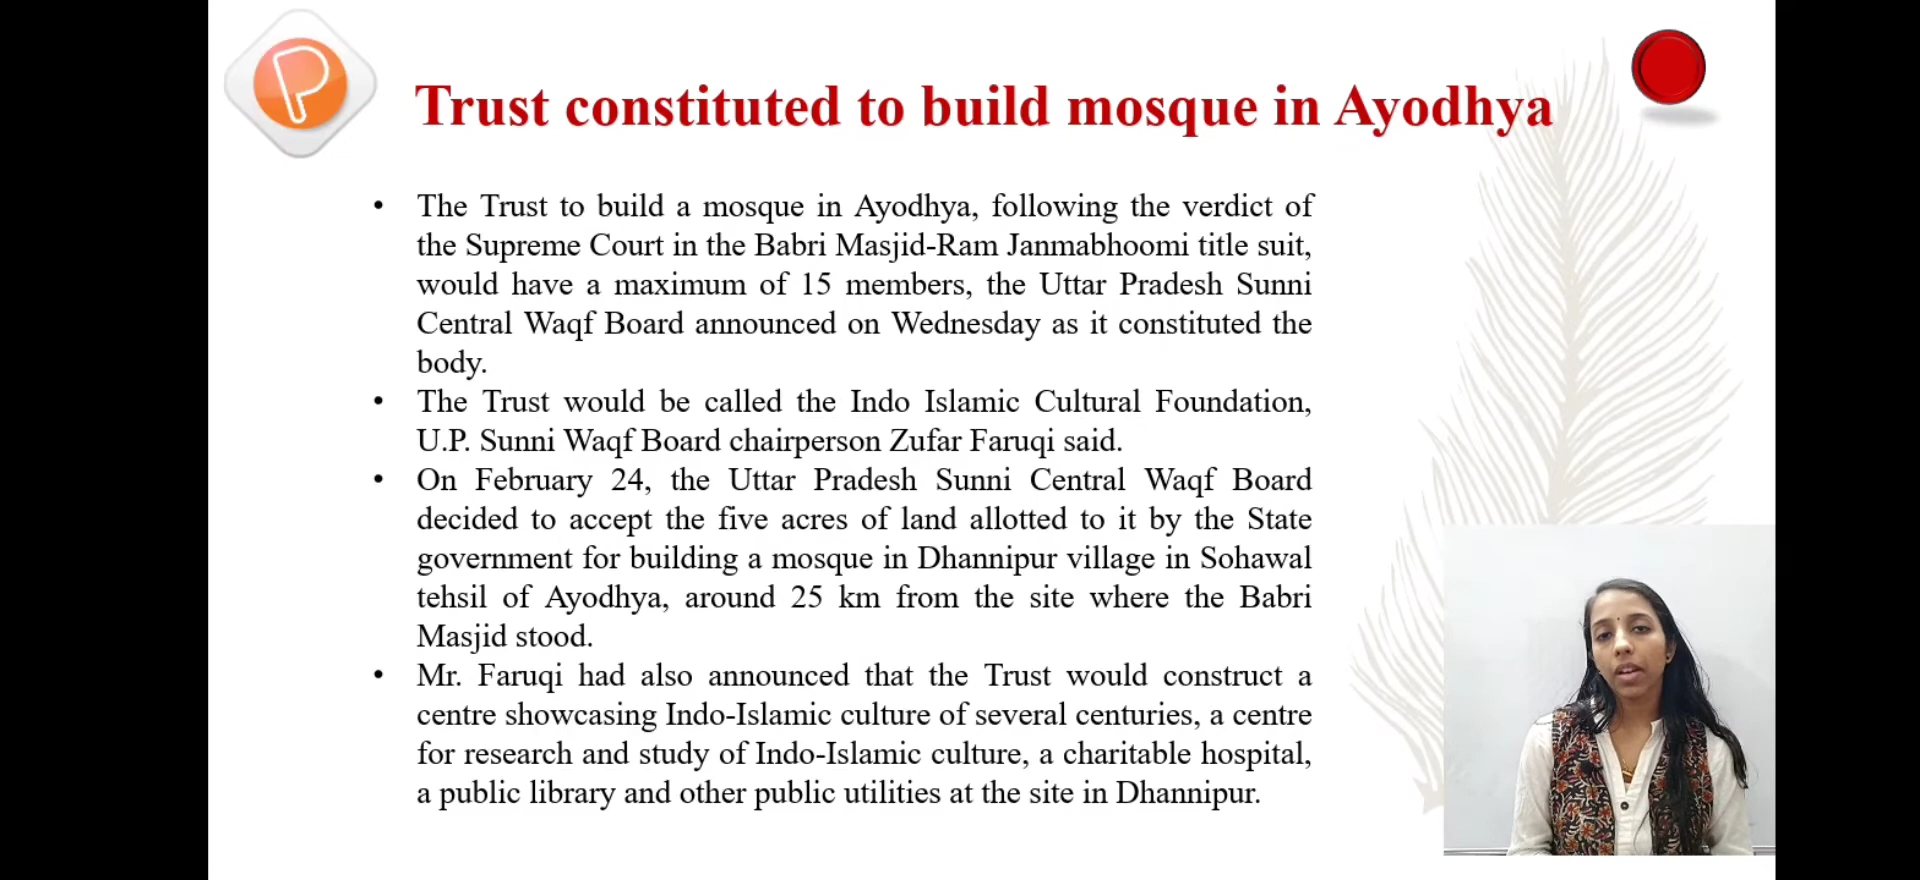 Trust constituted to build mosque in Ayodhya
• The Trust to build a mosque in Ayodhya, following the verdict of
the Supreme Court in the Babri Masjid-Ram Janmabhoomi title suit,
would have a maximum of 15 members, the Uttar Pradesh Sunni
Central Waqf Board announced on Wednesday as it constituted the
body.
• The Trust would be called the Indo Islamic Cultural Foundation,
U.P. Sunni Waqf Board chairperson Zufar Faruqi said.
• On February 24, the Uttar Pradesh Sunni Central Waqf Board
decided to accept the five acres of land allotted to it by the State
government for building a mosque in Dhannipur village in Sohawal
tehsil of Ayodhya, around 25 km from the site where the Babri
Masjid stood.
• Mr. Faruqi had also announced that the Trust would construct a
centre showcasing Indo-Islamic culture of several centuries, a centre
for research and study of Indo-Islamic culture, a charitable hospital,
a public library and other public utilities at the site in Dhannipur.